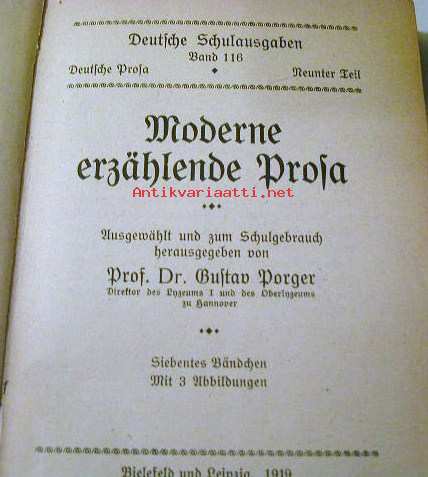 Deutſche Schulausgaben
Band 116
Deutſche Proſa Neunter Teil
Moderne
erzählende Proſa
Antikvariaatti.net
Ausgewählt und zum Schulgebrauch
herausgegeben von
Prof. Dr. Guſtav Porger
Direktor des Lyzeums I und des Oberlyzeums
zu Hannover
Siebentes Bändchen
Mit 3 Abbildungen
Bielefeld und Leipzig 1919